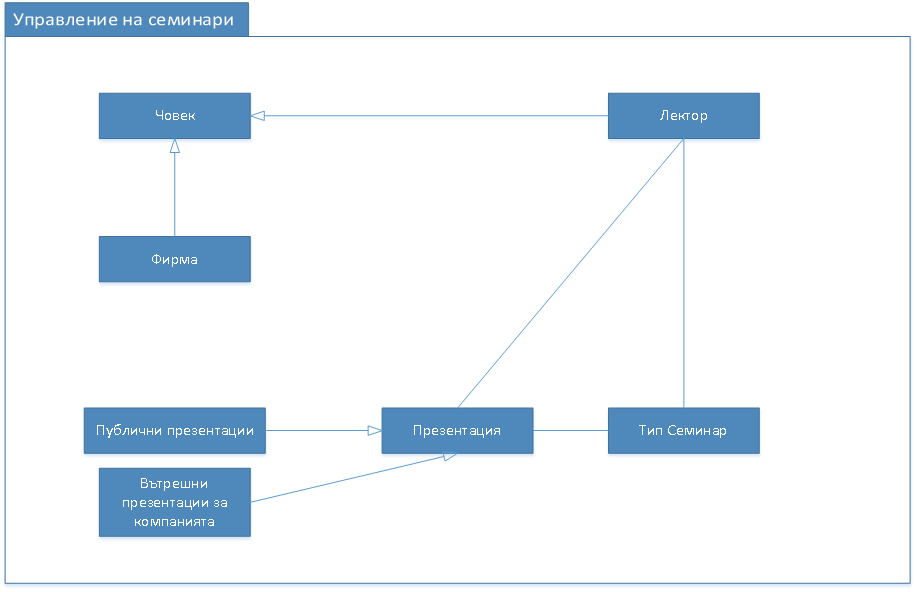 Управление на семинари
Човек
Лектор
Фирма
Публични презентации
Презентация
Тип Семинар
Вътрешни
презентации за
компанията